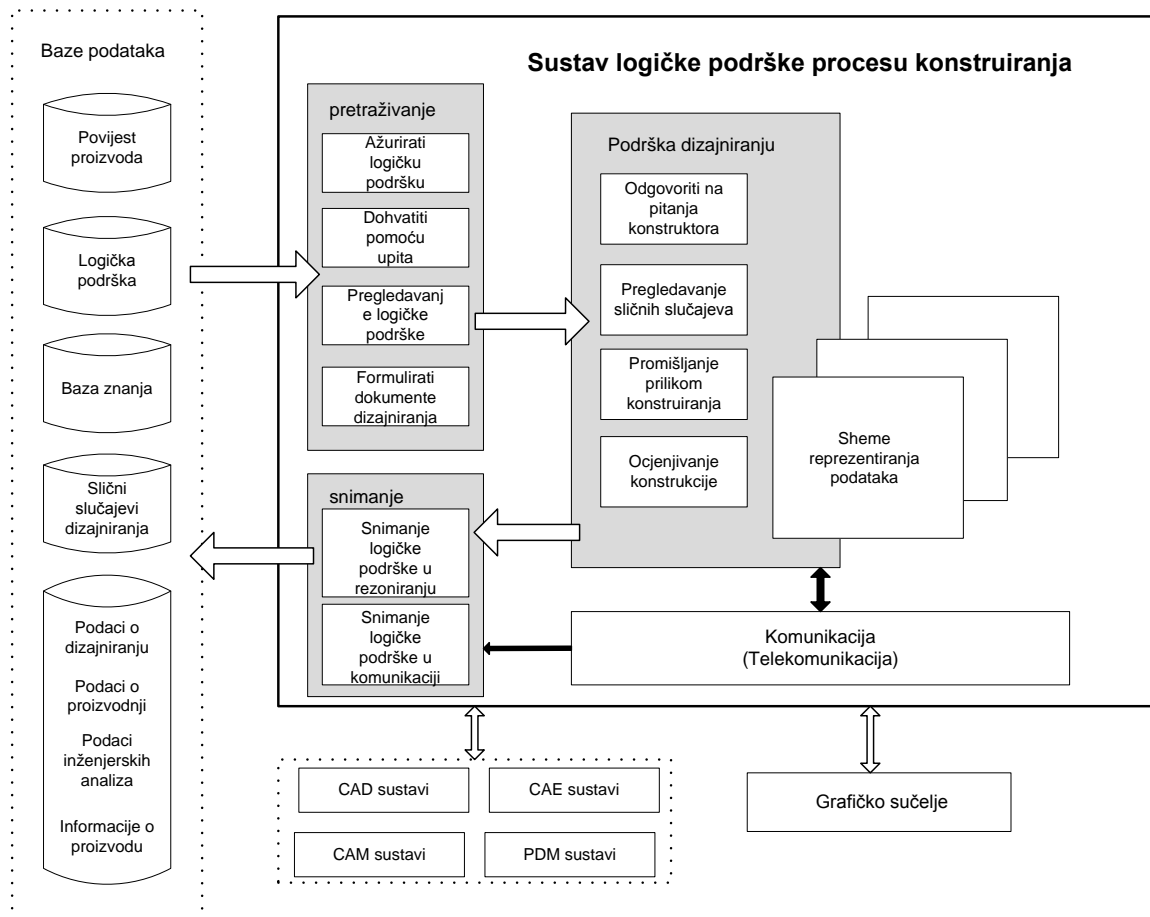 Baze podataka
Povijest
proizvoda
Logička
podrška
Baza znanja
Slični
slučajevi
dizajniranja
Podaci o
dizajniranju
Podaci o
proizvodnji
Podaci
inženjerskih
analiza
Informacije o
proizvodu
Sustav logičke podrške procesu konstruiranja
pretraživanje
Ažurirati
logičku
podršku
Dohvatiti
pomoću
upita
Pregledavanj
e logičke
podrške
Formulirati
dokumente
dizajniranja
snimanje
Snimanje
logičke
podrške u
rezoniranju
Snimanje
logičke
podrške u
komunikaciji
Podrška dizajniranju
Odgovoriti na
pitanja
konstruktora
Pregledavanje
sličnih slučajeva
Promišljanje
prilikom
konstruiranja
Ocjenjivanje
konstrukcije
Sheme
reprezentiranja
podataka
Komunikacija
(Telekomunikacija)
CAD sustavi
CAE sustavi
CAM sustavi
PDM sustavi
Grafičko sučelje